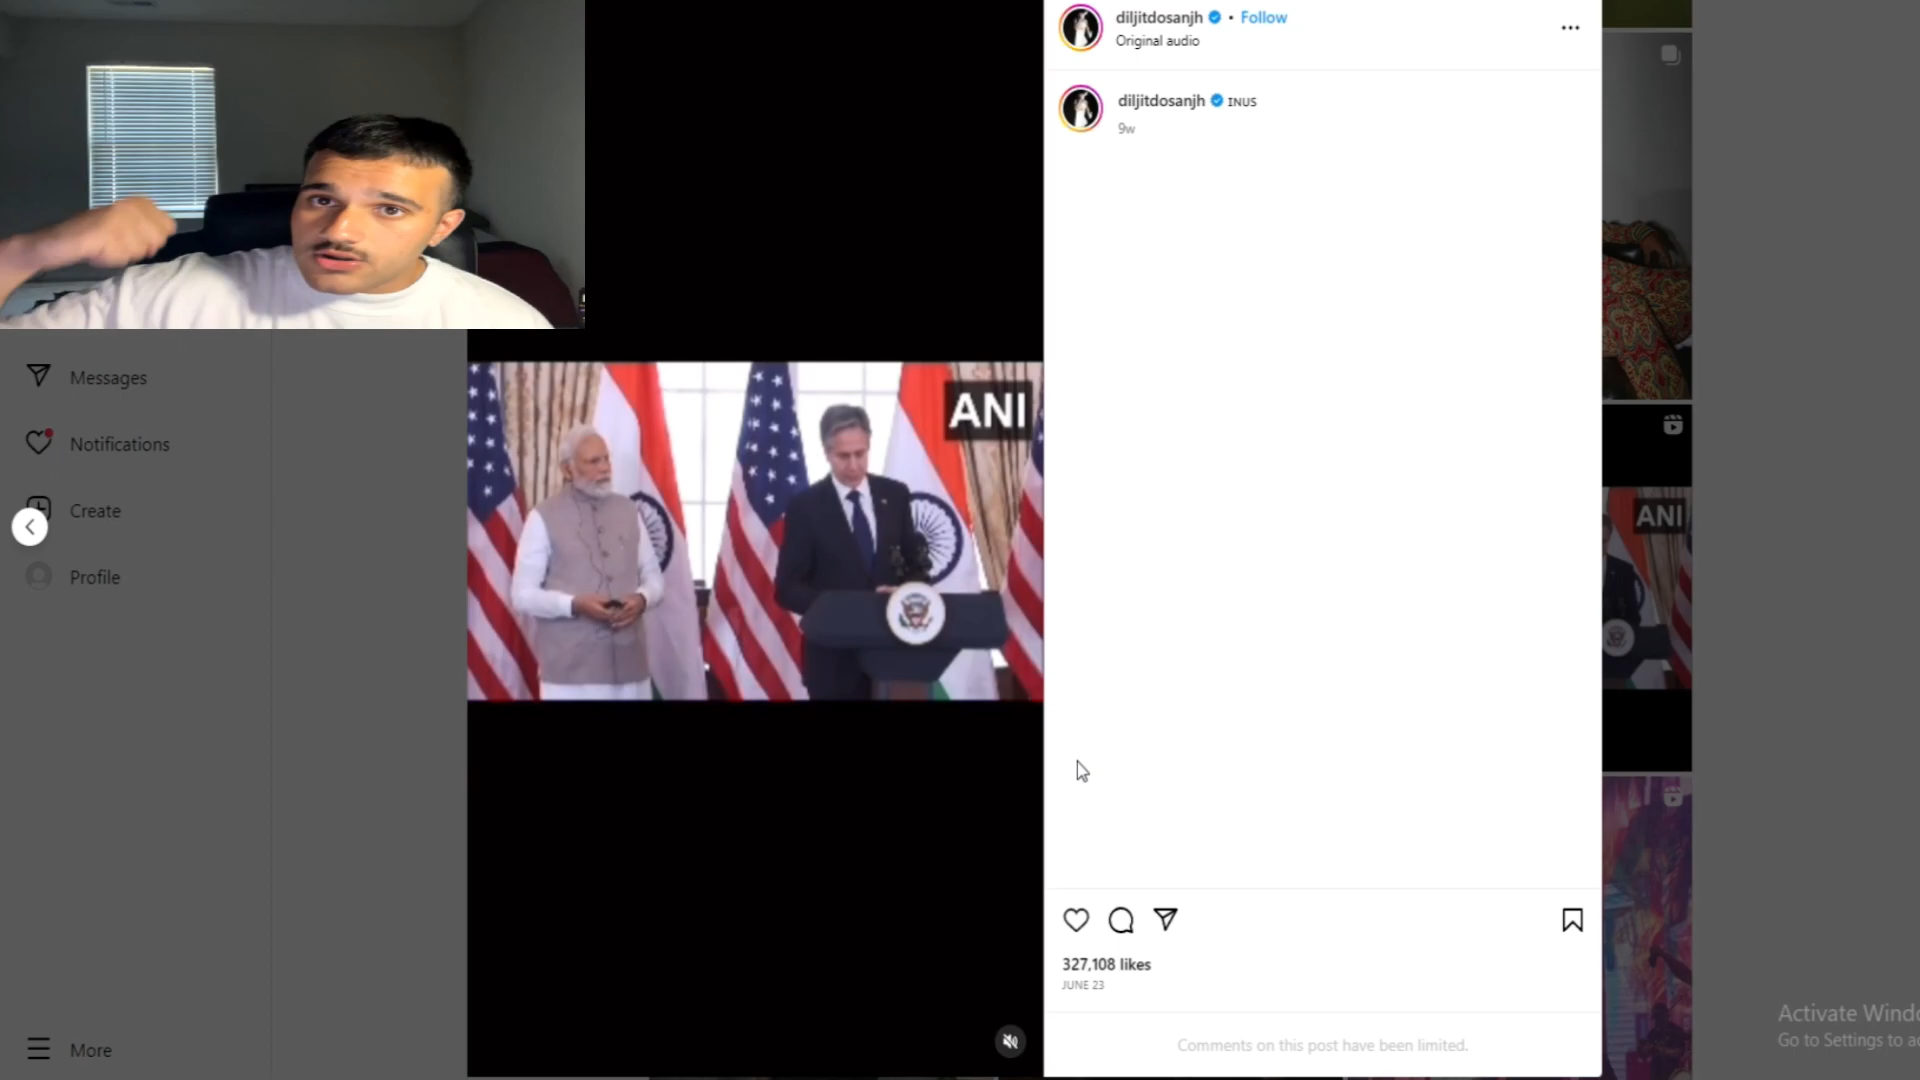 diljitdosanjh • Follow
Original audio
diljitdosanjh INUS
9w
Messages
Notifications
Create
Profile
More
ANI
ANI
327,108 likes
JUNE 23
Comments on this post have been limited.
Activate Windo
Go to Settings to ac